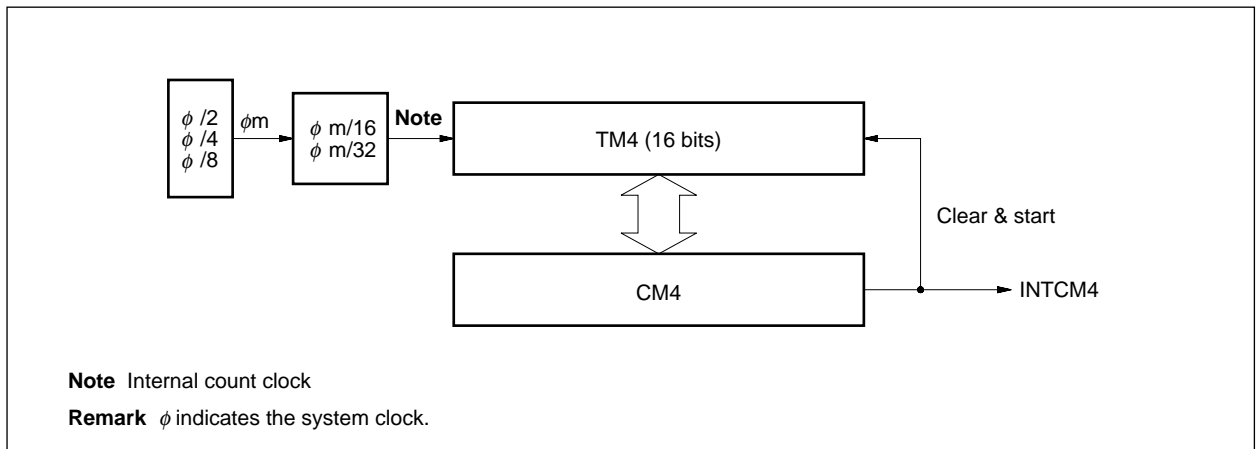 φ /2
φ /4
φ /8
φm
φ m/16
φ m/32
Note
TM4 (16 bits)
Clear & start
CM4
INTCM4
Note Internal count clock
Remark φ indicates the system clock.